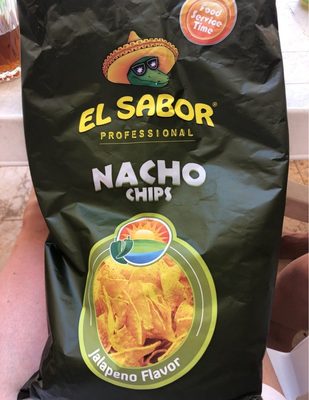 Food
Service
Time
EL SABOR®
PROFESSIONAL
NACHO
CHIPS
Jalapeno Flavor